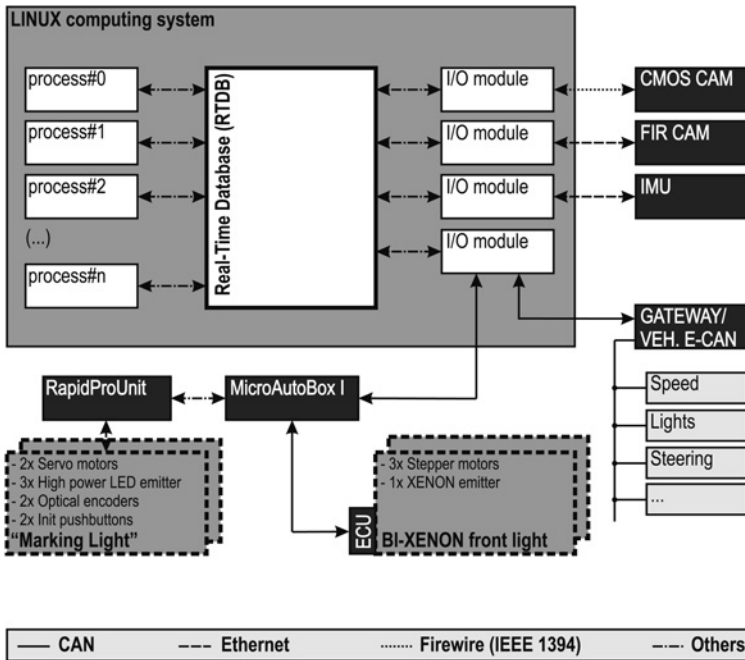 LINUX computing system
process#0
process#1
process#2
(...)
process#n
Real-Time Database (RTDB)
I/O module
I/O module
I/O module
I/O module
CMOS CAM
FIR CAM
IMU
GATEWAY/
VEH. E-CAN
Speed
Lights
Steering
...
RapidProUnit
MicroAutoBox I
- 2x Servo motors
- 3x High power LED emitter
- 2x Optical encoders
- 2x Init pushbuttons
“Marking Light”
- 3x Stepper motors
- 1x XENON emitter
ECU
BI-XENON front light
CAN
Ethernet
Firewire (IEEE 1394)
Others